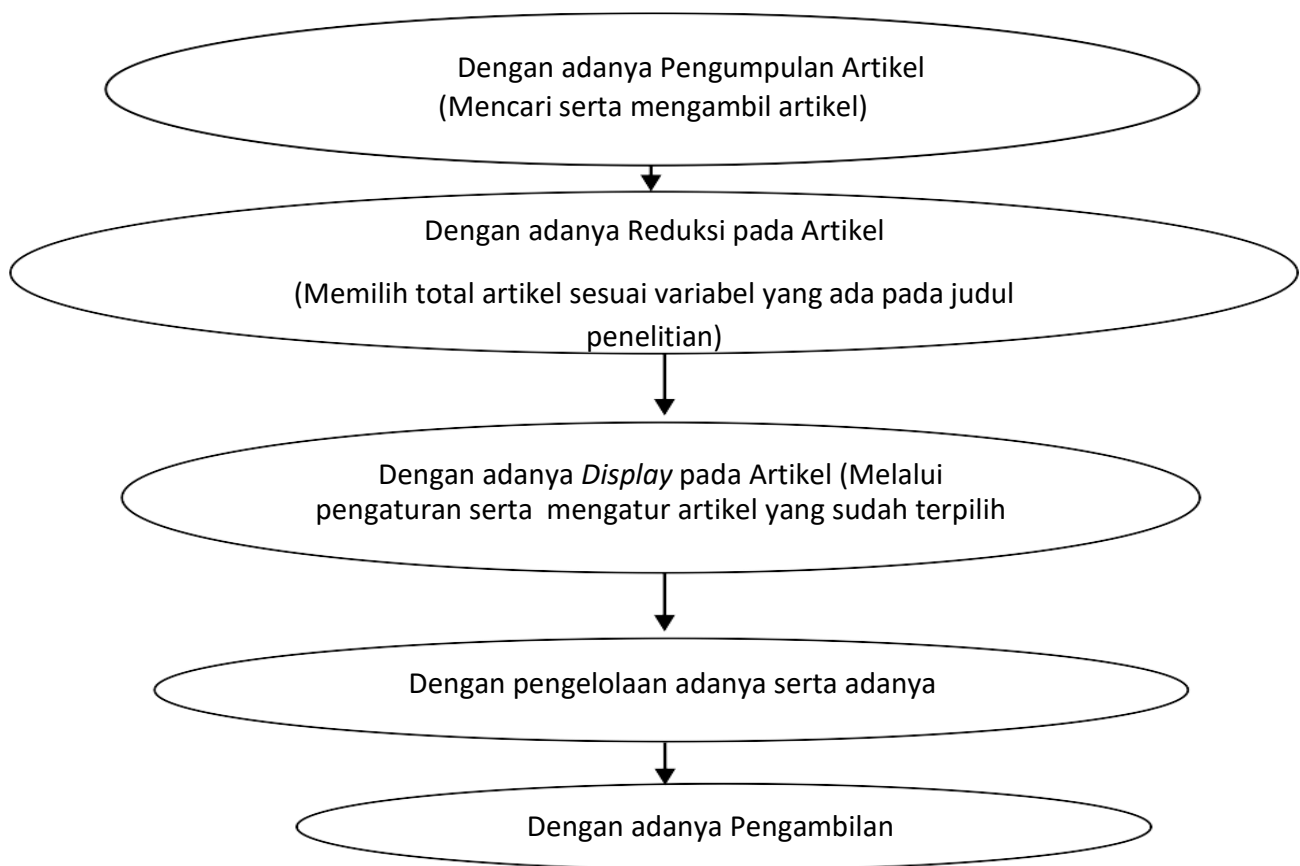 Dengan adanya Pengumpulan Artikel
(Mencari serta mengambil artikel)
Dengan adanya Reduksi pada Artikel
(Memilih total artikel sesuai variabel yang ada pada judul
penelitian)
Dengan adanya Display pada Artikel (Melalui
pengaturan serta mengatur artikel yang sudah terpilih
Dengan pengelolaan adanya serta adanya
Dengan adanya Pengambilan